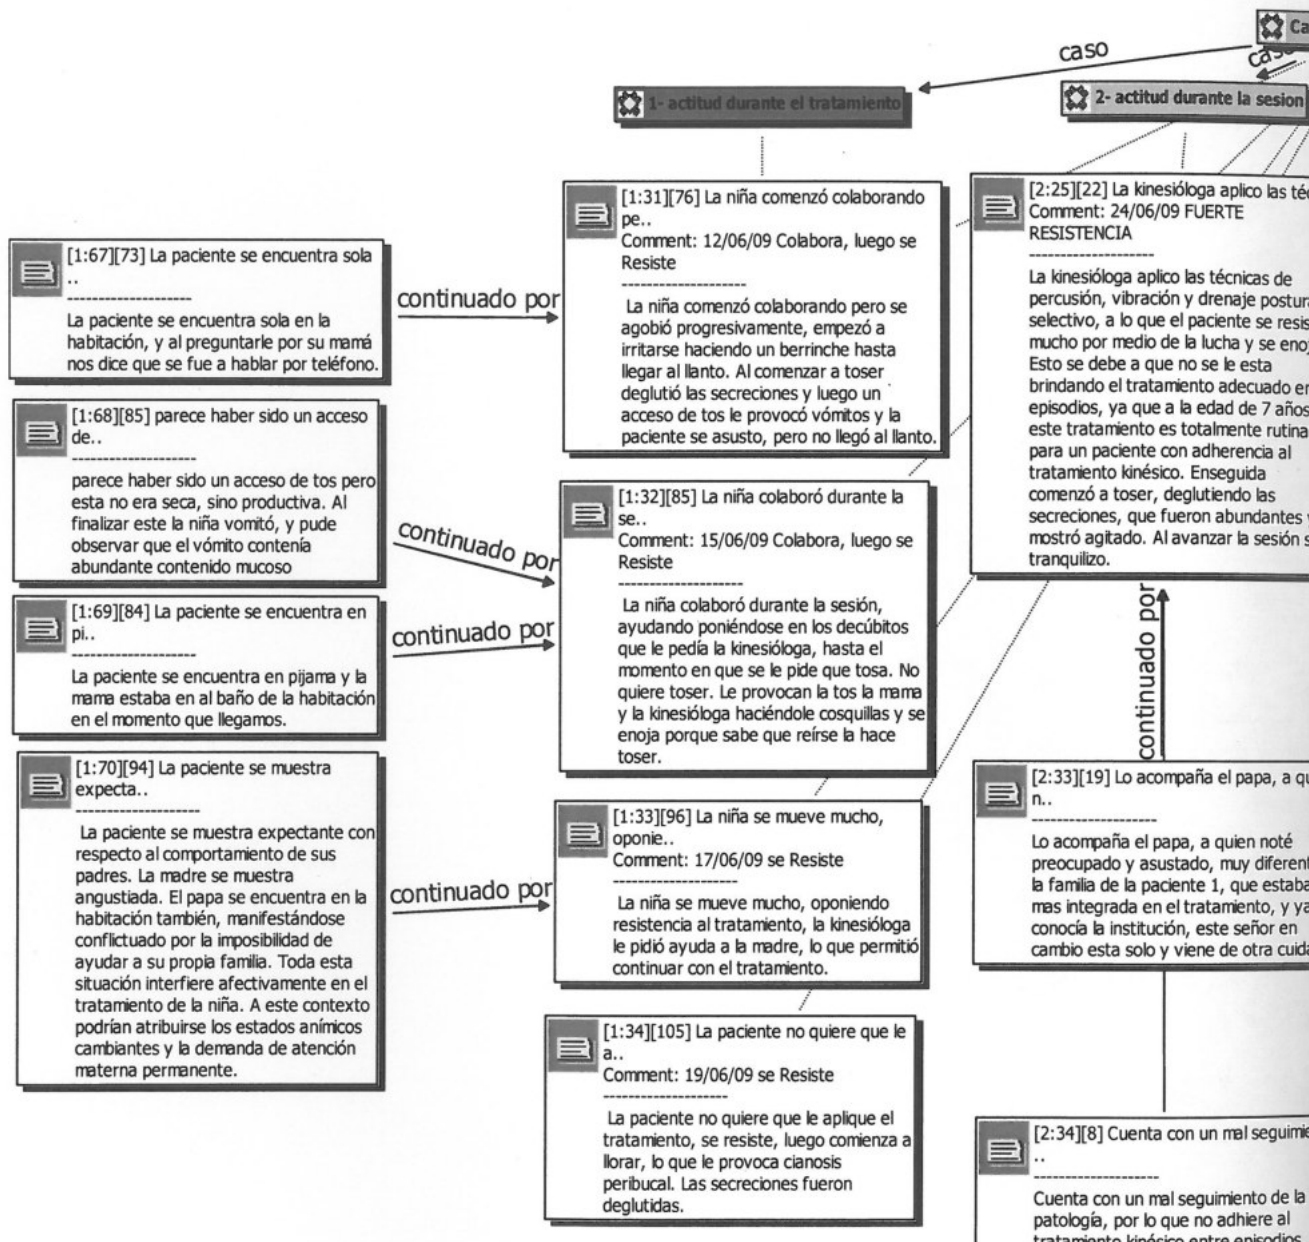 Ca
caso
caso
1- actitud durante el tratamiento
2- actitud durante la sesion
[1:67][73] La paciente se encuentra sola
..
--------------------
La paciente se encuentra sola en la
habitación, y al preguntarle por su mamá
nos dice que se fue a hablar por teléfono.
continuado por
[1:68][85] parece haber sido un acceso
de..
--------------------
parece haber sido un acceso de tos pero
esta no era seca, sino productiva. Al
finalizar este la niña vomitó, y pude
observar que el vómito contenía
abundante contenido mucoso
continuado por
[1:69][84] La paciente se encuentra en
pi..
--------------------
La paciente se encuentra en pijama y la
mama estaba en al baño de la habitación
en el momento que llegamos.
continuado por
[1:70][94] La paciente se muestra
expecta..
--------------------
La paciente se muestra expectante con
respecto al comportamiento de sus
padres. La madre se muestra
angustiada. El papa se encuentra en la
habitación también, manifestándose
conflictuado por la imposibilidad de
ayudar a su propia familia. Toda esta
situación interfiere afectivamente en el
tratamiento de la niña. A este contexto
podrían atribuirse los estados anímicos
cambiantes y la demanda de atención
materna permanente.
continuado por
[1:31][76] La niña comenzó colaborando
pe..
Comment: 12/06/09 Colabora, luego se
Resiste
--------------------
La niña comenzó colaborando pero se
agobió progresivamente, empezó a
irritarse haciendo un berrinche hasta
llegar al llanto. Al comenzar a toser
deglutió las secreciones y luego un
acceso de tos le provocó vómitos y la
paciente se asusto, pero no llegó al llanto.
[1:32][85] La niña colaboró durante la
se..
Comment: 15/06/09 Colabora, luego se
Resiste
--------------------
La niña colaboró durante la sesión,
ayudando poniéndose en los decúbitos
que le pedía la kinesióloga, hasta el
momento en que se le pide que tosa. No
quiere toser. Le provocan la tos la mama
y la kinesióloga haciéndole cosquillas y se
enoja porque sabe que reírse la hace
toser.
[1:33][96] La niña se mueve mucho,
oponie..
Comment: 17/06/09 se Resiste
--------------------
La niña se mueve mucho, oponiendo
resistencia al tratamiento, la kinesióloga
le pidió ayuda a la madre, lo que permitió
continuar con el tratamiento.
[1:34][105] La paciente no quiere que le
a..
Comment: 19/06/09 se Resiste
--------------------
La paciente no quiere que le aplique el
tratamiento, se resiste, luego comienza a
llorar, lo que le provoca cianosis
peribucal. Las secreciones fueron
deglutidas.
[2:25][22] La kinesióloga aplico las téc
Comment: 24/06/09 FUERTE
RESISTENCIA
--------------------
La kinesióloga aplico las técnicas de
percusión, vibración y drenaje postura
selectivo, a lo que el paciente se resis
mucho por medio de la lucha y se eno
Esto se debe a que no se le esta
brindando el tratamiento adecuado en
episodios, ya que a la edad de 7 años
este tratamiento es totalmente rutina
para un paciente con adherencia al
tratamiento kinésico. Enseguida
comenzó a toser, deglutiendo las
secreciones, que fueron abundantes y
mostró agitado. Al avanzar la sesión s
tranquilizo.
continuado por
[2:33][19] Lo acompaña el papa, a qu
n..
--------------------
Lo acompaña el papa, a quien noté
preocupado y asustado, muy diferent
la familia de la paciente 1, que estaba
mas integrada en el tratamiento, y ya
conocía la institución, este señor en
cambio esta solo y viene de otra cuida
[2:34][8] Cuenta con un mal seguimie
..
--------------------
Cuenta con un mal seguimiento de la
patología, por lo que no adhiere al
tratamiento kinésico entre episodios